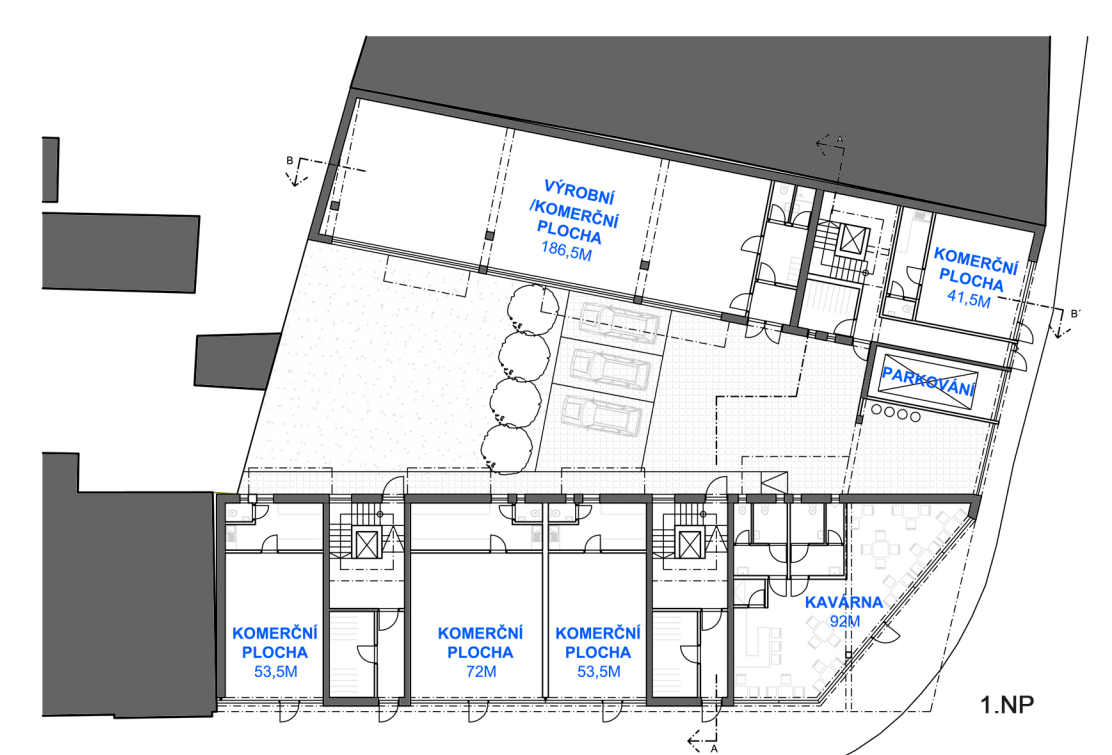 A´
B
VÝROBNÍ
/KOMERČNÍ
PLOCHA
186,5M
KOMERČNÍ
PLOCHA
41,5M
B´
PARKOVÁNÍ
KOMERČNÍ
PLOCHA
53,5M
KOMERČNÍ
PLOCHA
72M
KOMERČNÍ
PLOCHA
53,5M
KAVÁRNA
92M
1.NP
A